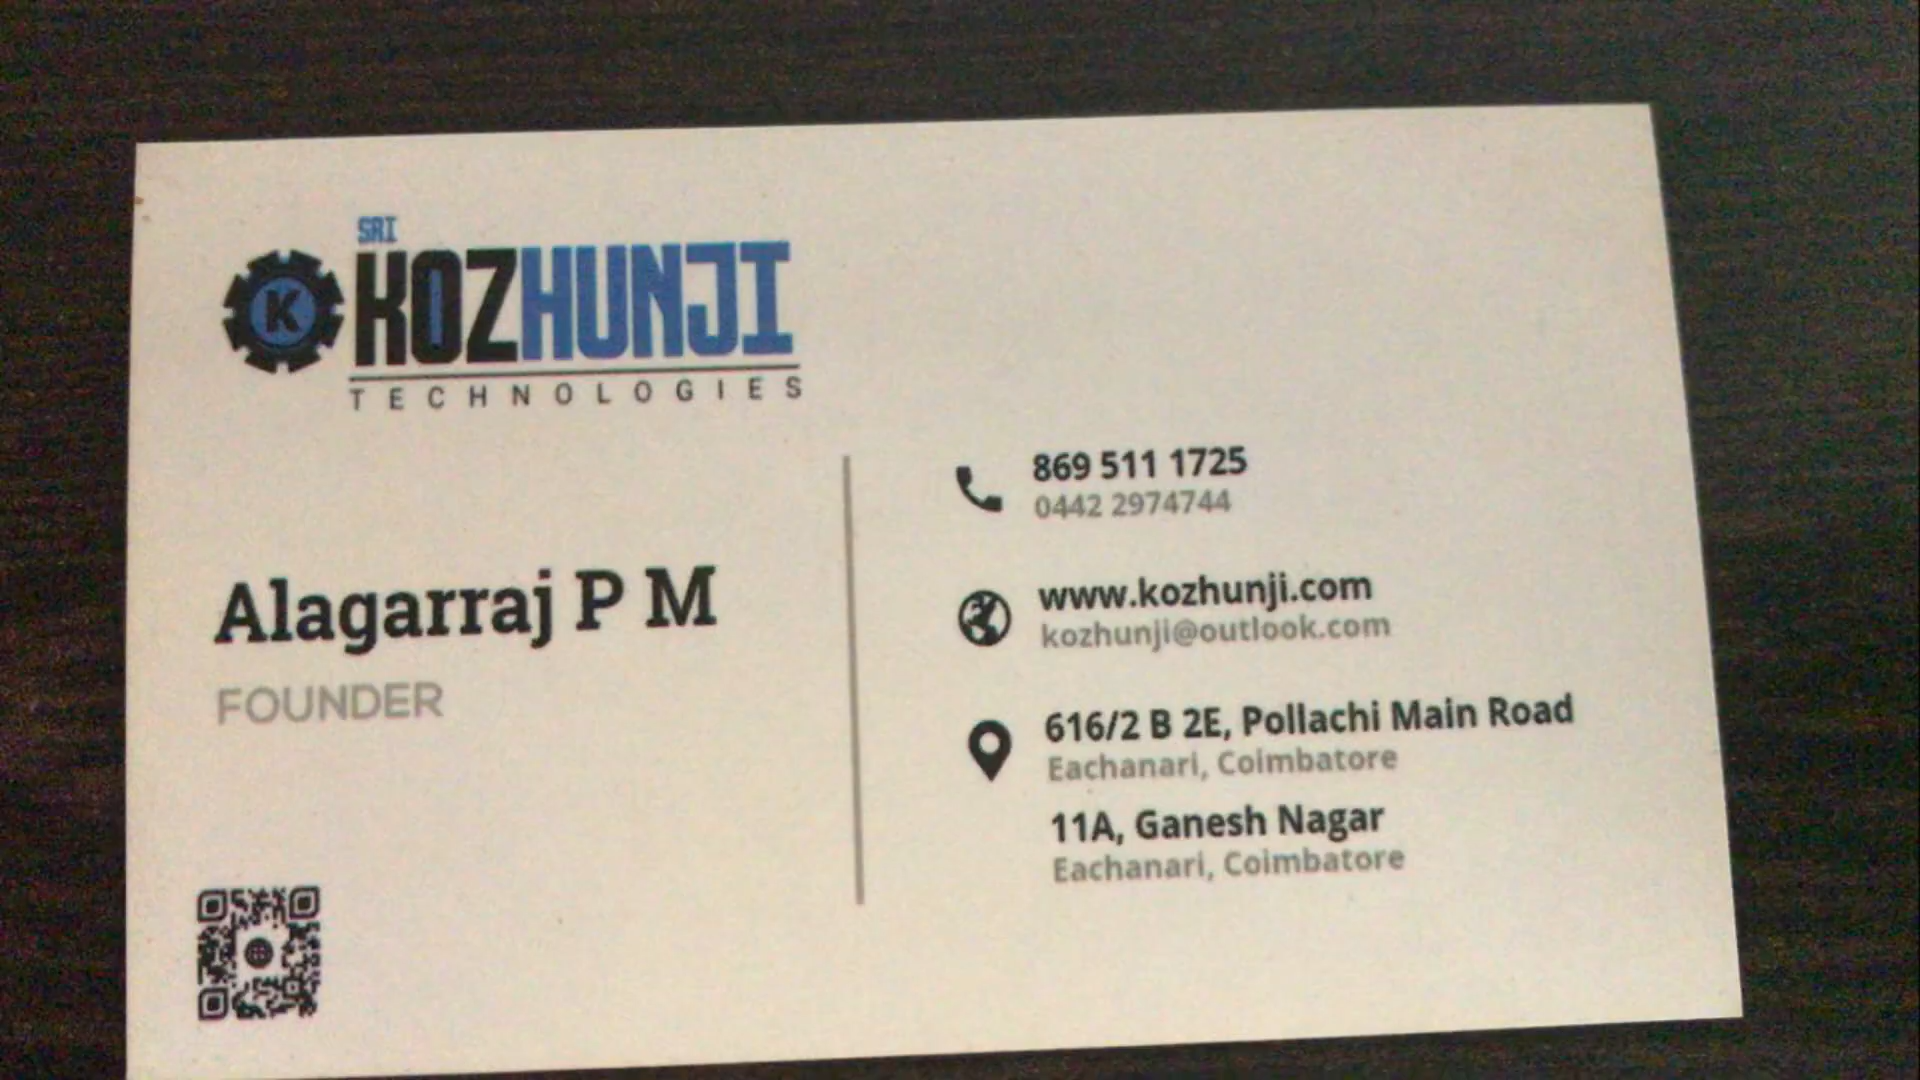 SRI
K
KOZHUNJI
TECHNOLOGIES
Alagarraj P M
FOUNDER
869 511 1725
0442 2974744
www.kozhunji.com
kozhunji@outlook.com
616/2 B 2E, Pollachi Main Road
Eachanari, Coimbatore
11A, Ganesh Nagar
Eachanari, Coimbatore